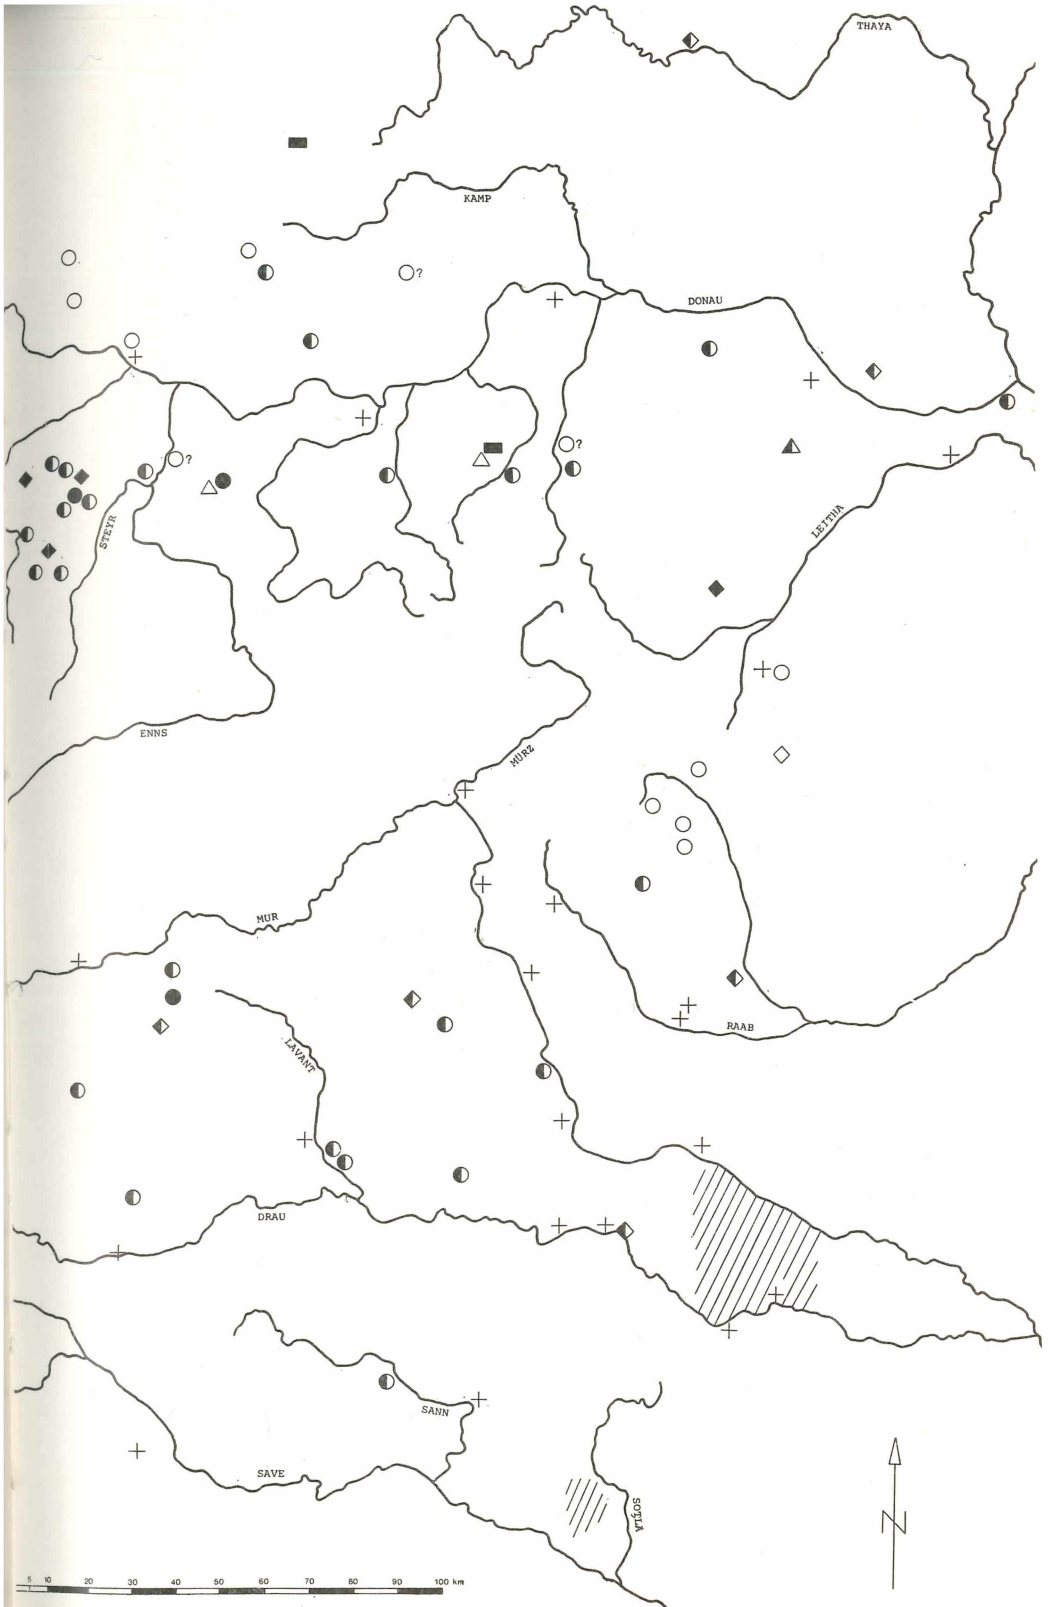 THAYA
KAMP
?
DONAU
?
?
STEYR
LEITHA
ENNS
MÜRZ
MUR
LAVANT
RAAB
DRAU
SANN
SAVE
SOTLA
N
5 10 20 30 40 50 60 70 80 90 100 km